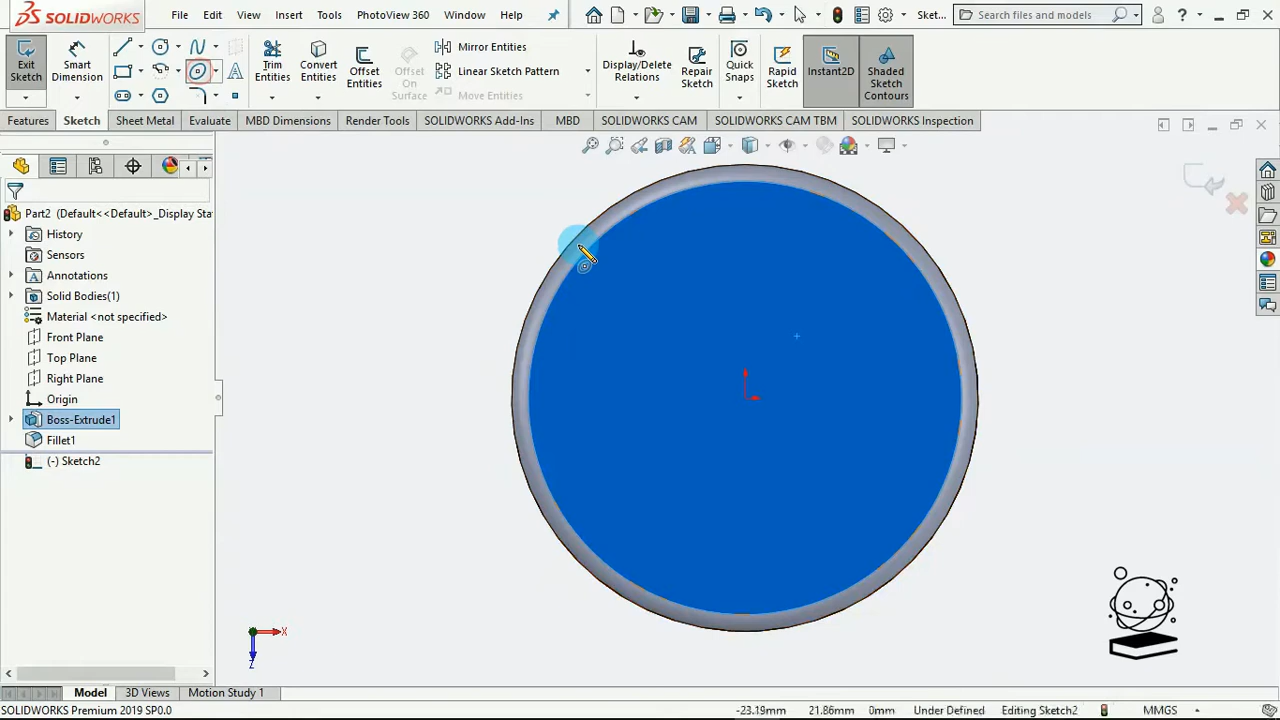 SOLIDWORKS File Edit View Insert Tools PhotoView 360 Window Help Sket... Search files and models
Exit Sketch
Smart Dimension
Trim Entities
Convert Entities
Offset Entities
Offset On Surface
Mirror Entities
Linear Sketch Pattern
Move Entities
Display/Delete Relations
Repair Sketch
Quick Snaps
Rapid Sketch
Instant2D
Shaded Sketch Contours
Features Sketch Sheet Metal Evaluate MBD Dimensions Render Tools SOLIDWORKS Add-Ins MBD SOLIDWORKS CAM SOLIDWORKS CAM TBM SOLIDWORKS Inspection
Part2 (Default<<Default>_Display Sta
History
Sensors
Annotations
Solid Bodies(1)
Material <not specified>
Front Plane
Top Plane
Right Plane
Origin
Boss-Extrude1
Fillet1
(-) Sketch2
X
Z
Model 3D Views Motion Study 1
SOLIDWORKS Premium 2019 SP0.0 -23.19mm 21.86mm 0mm Under Defined Editing Sketch2 MMGS